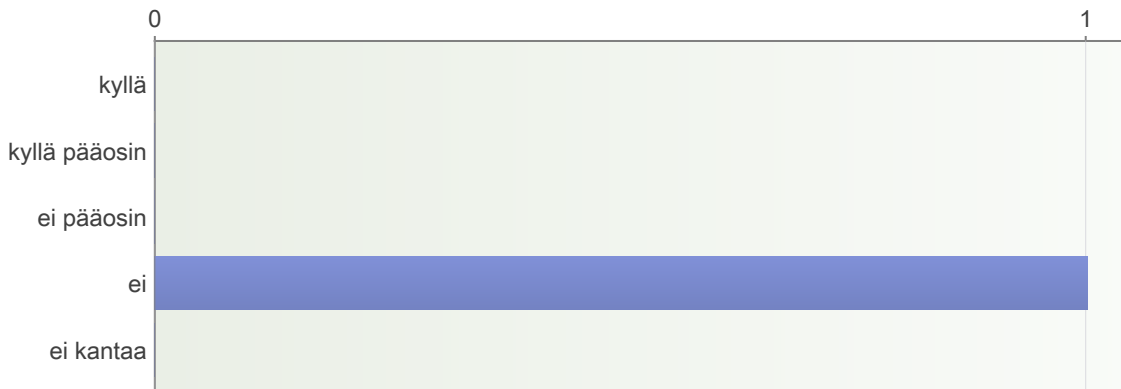 0 1
kyllä
kyllä pääosin
ei pääosin
ei
ei kantaa